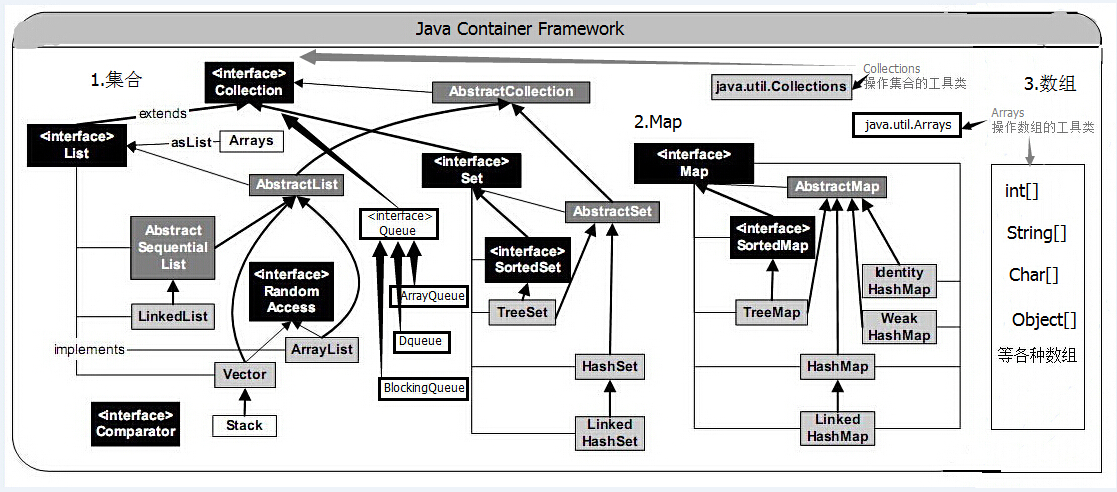 Java Container Framework
1.集合
<interface>
Collection
AbstractCollection
java.util.Collections
Collections
操作集合的工具类
3.数组
extends
<interface>
List
asList
Arrays
2.Map
java.util.Arrays
Arrays
操作数组的工具类
<interface>
Set
<interface>
Map
AbstractList
AbstractMap
int[]
<interface>
Queue
AbstractSet
Abstract
Sequential
List
<interface>
SortedSet
<interface>
SortedMap
String[]
<interface>
Random
Access
Identity
HashMap
Char[]
ArrayQueue
LinkedList
TreeSet
TreeMap
Weak
HashMap
Object[]
implements
ArrayList
Dqueue
等各种数组
Vector
BlockingQueue
HashSet
HashMap
<interface>
Comparator
Stack
Linked
HashSet
Linked
HashMap